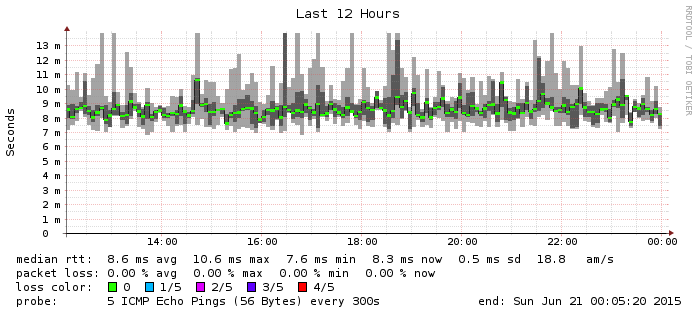 Last 12 Hours
RRDTOOL / TOBI OETIKER
Seconds
13 m
12 m
11 m
10 m
9 m
8 m
7 m
6 m
5 m
4 m
3 m
2 m
1 m
0
14:00 16:00 18:00 20:00 22:00 00:00
median rtt: 8.6 ms avg 10.6 ms max 7.6 ms min 8.3 ms now 0.5 ms sd 18.8 am/s
packet loss: 0.00 % avg 0.00 % max 0.00 % min 0.00 % now
loss color: 0 1/5 2/5 3/5 4/5
probe: 5 ICMP Echo Pings (56 Bytes) every 300s end: Sun Jun 21 00:05:20 2015